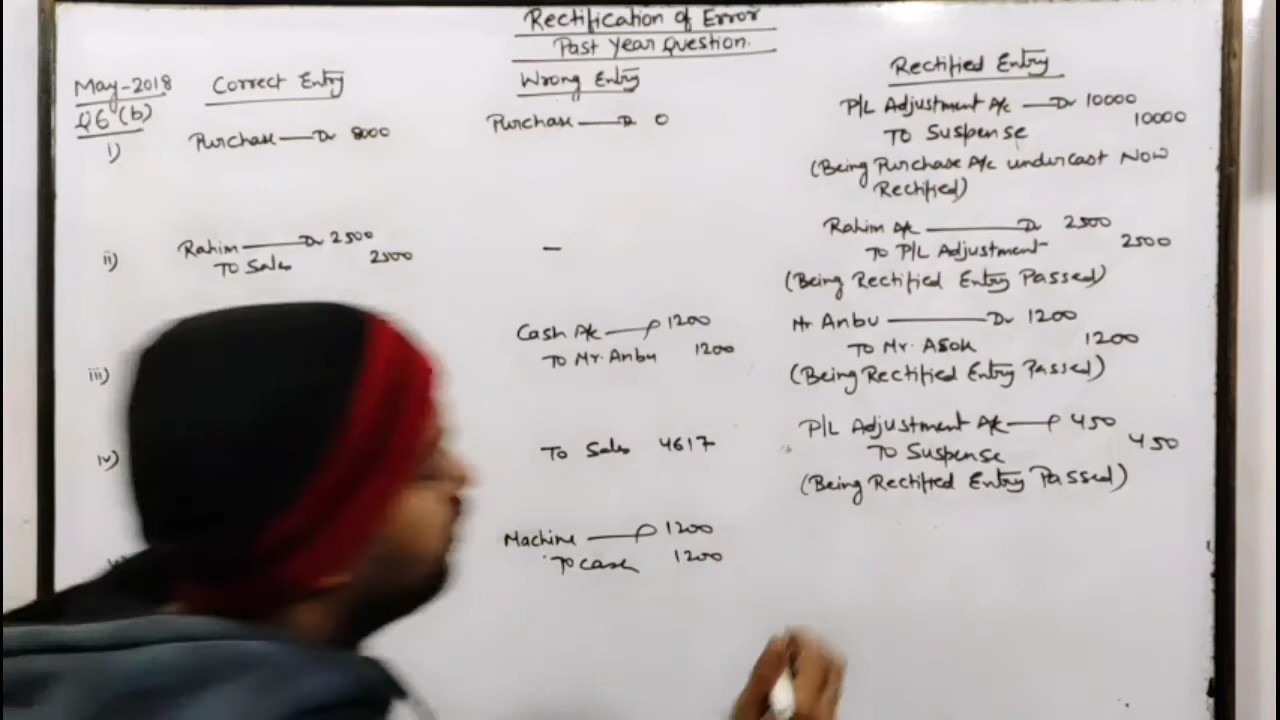 Rectification of Error
Past Year Question.
May-2018
Q6 (b)
Correct Entry
Wrong Entry
Rectified Entry
i)
Purchase — Dr 8000
Purchase — Dr 0
P/L Adjustment A/c — Dr 10000
To Suspense 10000
(Being Purchase A/c undercast Now
Rectified)
ii)
Rahim — Dr 2500
To Sales 2500
—
Rahim A/c — Dr 2500
To P/L Adjustment 2500
(Being Rectified Entry Passed)
iii)
Cash A/c — Dr 1200
To Mr. Anbu 1200
Mr Anbu — Dr 1200
To Mr. Asok 1200
(Being Rectified Entry Passed)
iv)
To Sales 4617
P/L Adjustment A/c — Dr 450
To Suspense 450
(Being Rectified Entry Passed)
Machine — Dr 1200
To Cash 1200